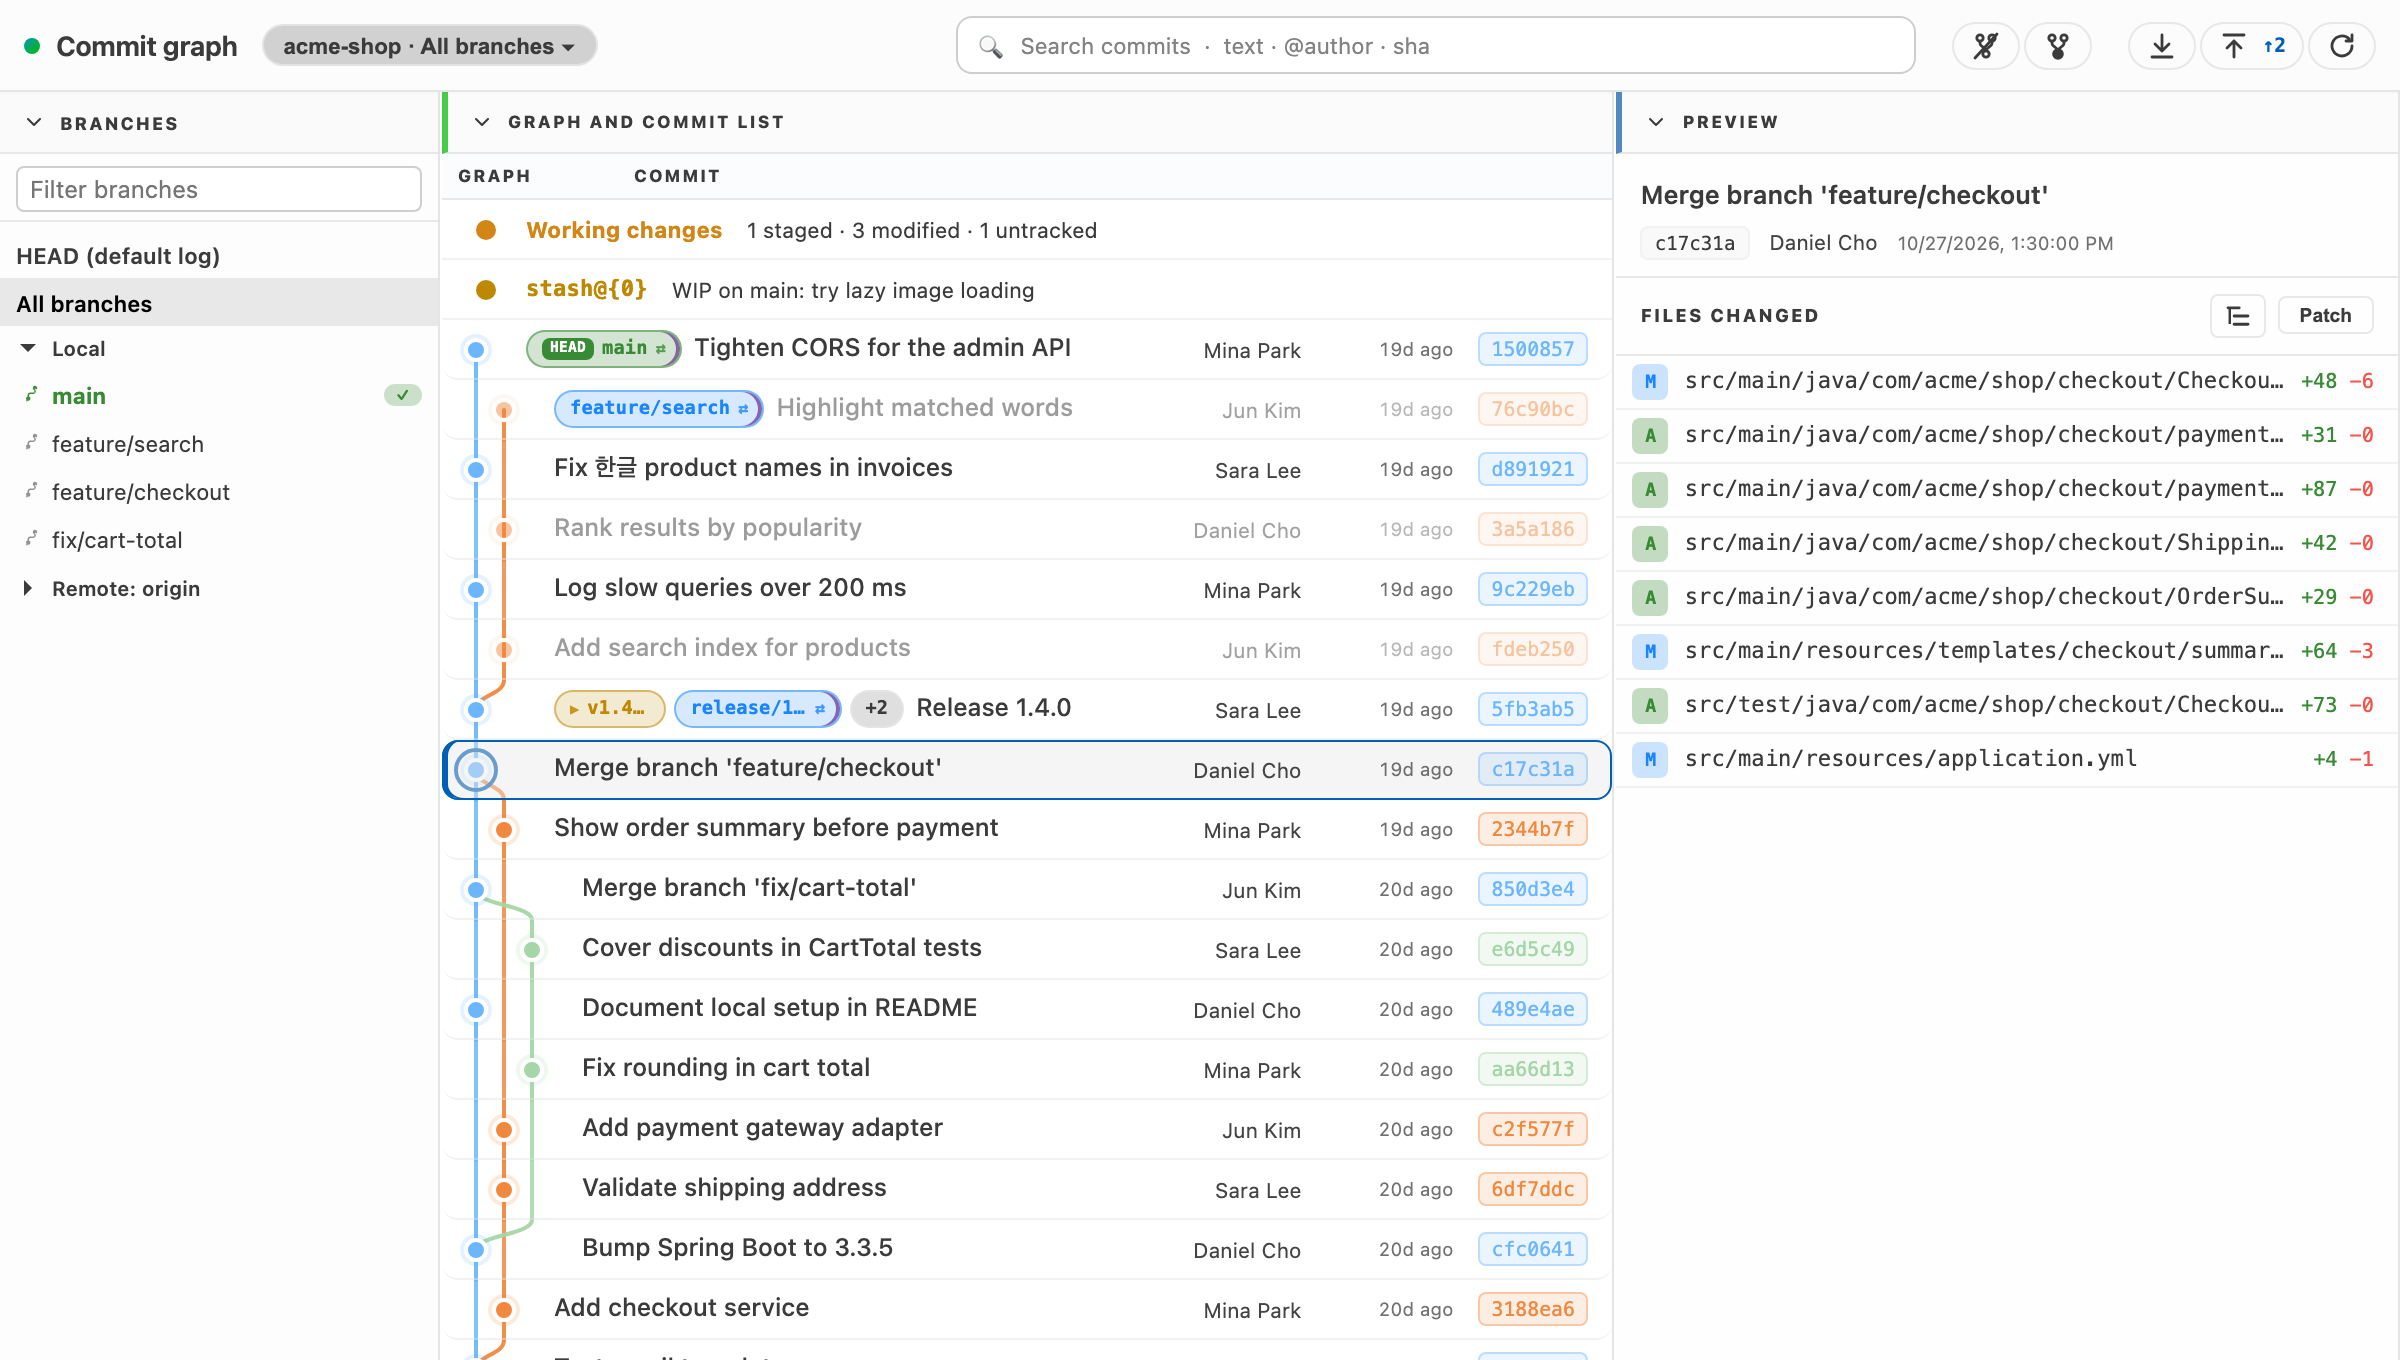 Commit graph
acme-shop · All branches
Search commits · text · @author · sha
↑2
BRANCHES
Filter branches
HEAD (default log)
All branches
Local
main
feature/search
feature/checkout
fix/cart-total
Remote: origin
GRAPH AND COMMIT LIST
GRAPH COMMIT
Working changes 1 staged · 3 modified · 1 untracked
stash@{0} WIP on main: try lazy image loading
HEAD main ⇄ Tighten CORS for the admin API Mina Park 19d ago 1500857
feature/search ⇄ Highlight matched words Jun Kim 19d ago 76c90bc
Fix 한글 product names in invoices Sara Lee 19d ago d891921
Rank results by popularity Daniel Cho 19d ago 3a5a186
Log slow queries over 200 ms Mina Park 19d ago 9c229eb
Add search index for products Jun Kim 19d ago fdeb250
v1.4… release/1… ⇄ +2 Release 1.4.0 Sara Lee 19d ago 5fb3ab5
Merge branch 'feature/checkout' Daniel Cho 19d ago c17c31a
Show order summary before payment Mina Park 19d ago 2344b7f
Merge branch 'fix/cart-total' Jun Kim 20d ago 850d3e4
Cover discounts in CartTotal tests Sara Lee 20d ago e6d5c49
Document local setup in README Daniel Cho 20d ago 489e4ae
Fix rounding in cart total Mina Park 20d ago aa66d13
Add payment gateway adapter Jun Kim 20d ago c2f577f
Validate shipping address Sara Lee 20d ago 6df7ddc
Bump Spring Boot to 3.3.5 Daniel Cho 20d ago cfc0641
Add checkout service Mina Park 20d ago 3188ea6
PREVIEW
Merge branch 'feature/checkout'
c17c31a Daniel Cho 10/27/2026, 1:30:00 PM
FILES CHANGED Patch
M src/main/java/com/acme/shop/checkout/Checkou… +48 −6
A src/main/java/com/acme/shop/checkout/payment… +31 −0
A src/main/java/com/acme/shop/checkout/payment… +87 −0
A src/main/java/com/acme/shop/checkout/Shippin… +42 −0
A src/main/java/com/acme/shop/checkout/OrderSu… +29 −0
M src/main/resources/templates/checkout/summar… +64 −3
A src/test/java/com/acme/shop/checkout/Checkou… +73 −0
M src/main/resources/application.yml +4 −1